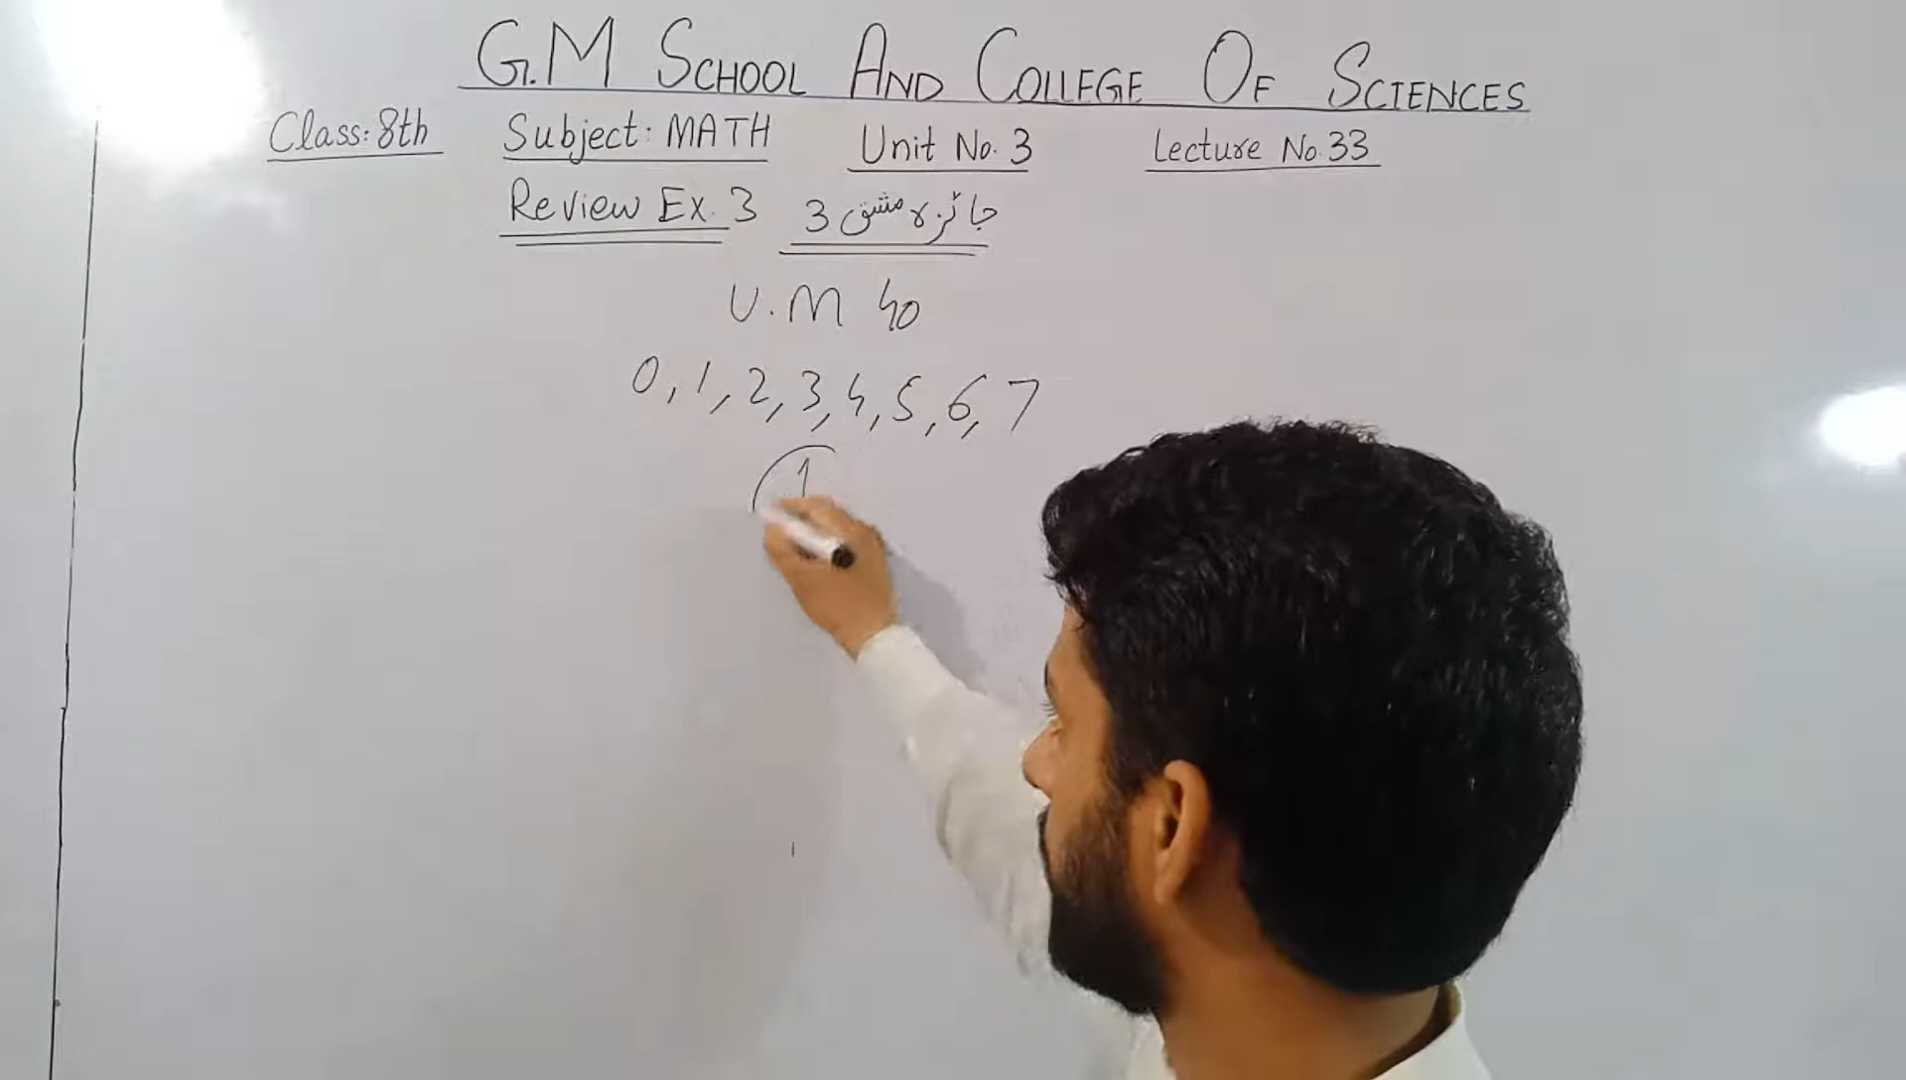 G.M SCHOOL AND COLLEGE OF SCIENCES
Class: 8th Subject: MATH Unit No. 3 Lecture No. 33
Review Ex. 3 جائزہ مشق 3
U.M 40
0, 1, 2, 3, 4, 5, 6, 7
1